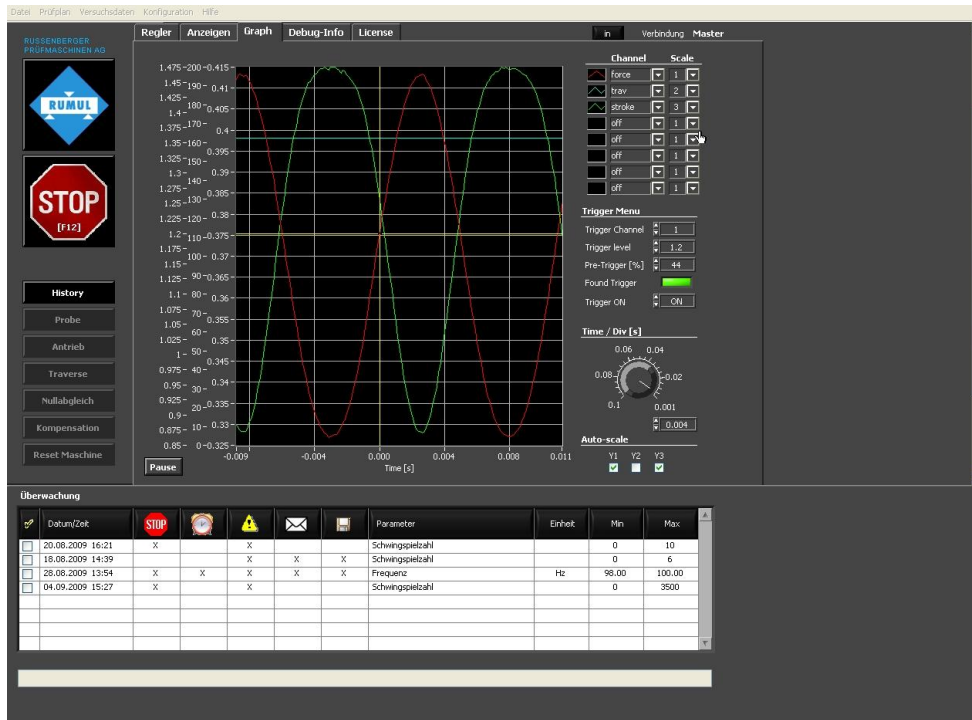 Datei Prüfplan Versuchsdaten Konfiguration Hilfe
RUSSENBERGER
PRÜFMASCHINEN AG
RUMUL
STOP
[F12]
History
Probe
Antrieb
Traverse
Nullabgleich
Kompensation
Reset Maschine
Regler Anzeigen Graph Debug-Info License
in Verbindung Master
1.475 200 0.415
1.45 190 0.41
1.425 180 0.405
1.4 170 0.4
1.375 160 0.395
1.35 150 0.39
1.325 140 0.385
1.3 130 0.38
1.275 120 0.375
1.25 110 0.37
1.225 100 0.365
1.2 90 0.36
1.175 80 0.355
1.15 70 0.35
1.125 60 0.345
1.1 50 0.34
1.075 40 0.335
1.05 30 0.33
1.025 20 0.325
1 10
0.975 0
0.95
0.925
0.9
0.875
0.85
-0.009 -0.004 0.000 0.004 0.008 0.011
Time [s]
Pause
Channel Scale
force 1
trav 2
stroke 3
off 1
off 1
off 1
off 1
off 1
Trigger Menu
Trigger Channel 1
Trigger level 1.2
Pre-Trigger [%] 44
Found Trigger
Trigger ON ON
Time / Div [s]
0.06 0.04
0.08 0.02
0.1 0.001
0.004
Auto-scale
Y1 Y2 Y3
Überwachung
Datum/Zeit STOP Parameter Einheit Min Max
20.08.2009 16:21 X X Schwingspielzahl 0 10
18.08.2009 14:39 X X X Schwingspielzahl 0 6
28.08.2009 13:54 X X X X X Frequenz Hz 98.00 100.00
04.09.2009 15:27 X X Schwingspielzahl 0 3500